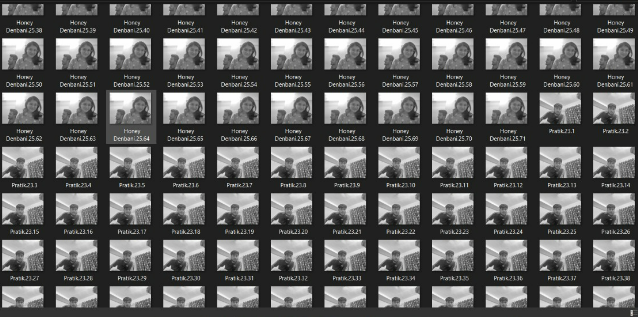 Honey Honey Honey Honey Honey Honey Honey Honey Honey Honey Honey Honey
Denbani.25.38 Denbani.25.39 Denbani.25.40 Denbani.25.41 Denbani.25.42 Denbani.25.43 Denbani.25.44 Denbani.25.45 Denbani.25.46 Denbani.25.47 Denbani.25.48 Denbani.25.49
Honey Honey Honey Honey Honey Honey Honey Honey Honey Honey Honey Honey
Denbani.25.50 Denbani.25.51 Denbani.25.52 Denbani.25.53 Denbani.25.54 Denbani.25.55 Denbani.25.56 Denbani.25.57 Denbani.25.58 Denbani.25.59 Denbani.25.60 Denbani.25.61
Honey Honey Honey Honey Honey Honey Honey Honey Honey Honey Pratik.23.1 Pratik.23.2
Denbani.25.62 Denbani.25.63 Denbani.25.64 Denbani.25.65 Denbani.25.66 Denbani.25.67 Denbani.25.68 Denbani.25.69 Denbani.25.70 Denbani.25.71
Pratik.23.3 Pratik.23.4 Pratik.23.5 Pratik.23.6 Pratik.23.7 Pratik.23.8 Pratik.23.9 Pratik.23.10 Pratik.23.11 Pratik.23.12 Pratik.23.13 Pratik.23.14
Pratik.23.15 Pratik.23.16 Pratik.23.17 Pratik.23.18 Pratik.23.19 Pratik.23.20 Pratik.23.21 Pratik.23.22 Pratik.23.23 Pratik.23.24 Pratik.23.25 Pratik.23.26
Pratik.23.27 Pratik.23.28 Pratik.23.29 Pratik.23.30 Pratik.23.31 Pratik.23.32 Pratik.23.33 Pratik.23.34 Pratik.23.35 Pratik.23.36 Pratik.23.37 Pratik.23.38